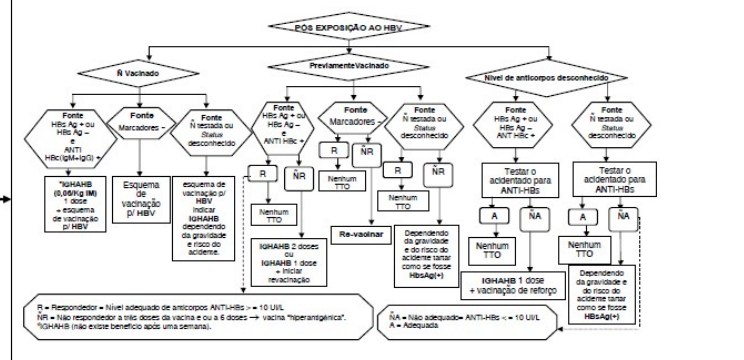 PÓS EXPOSIÇÃO AO HBV
Ñ Vacinado
Previamente Vacinado
Nível de anticorpos desconhecido
Fonte
HBs Ag + ou
HBs Ag –
e
ANTI
HBc(IgM+IgG) +
Fonte
Marcadores –
Fonte
Ñ testada ou
Status
desconhecido
Fonte
HBs Ag + ou
HBs Ag –
e
ANTI HBc +
Fonte
Marcadores –
Fonte
Ñ testada ou
Status
desconhecido
Fonte
HBs Ag + ou
HBs Ag –
ANT HBc +
Fonte
Ñ testada ou
Status
desconhecido
*IGHAHB
(0,06/Kg IM)
1 dose
+ esquema
de vacinação
p/ HBV
Esquema
de
vacinação
p/ HBV
esquema de
vacinação p/
HBV
Indicar
IGHAHB
dependendo
da gravidade
e risco do
acidente.
R
ÑR
Nenhum
TTO
IGHAHB 2 doses
ou
IGHAHB 1 dose
+ iniciar
revacinação
R
ÑR
Nenhum
TTO
Re-vacinar
R
ÑR
Nenhum
TTO
Dependendo
da gravidade
e do risco do
acidente tartar
como se fosse
HbsAg(+)
Testar o
acidentado para
ANTI-HBs
A
ÑA
Nenhum
TTO
IGHAHB 1 dose
+ vacinação de reforço
Testar o
acidentado para
ANTI-HBs
A
ÑA
Nenhum
TTO
Dependendo
da gravidade e
do risco do
acidente tartar
como se fosse
HBsAg(+)
R = Respondedor = Nível adequado de anticorpos ANTI-HBs > = 10 UI/L
ÑR = Não respondedor a três doses da vacina e ou a 6 doses → vacina "hiperantigênica".
*IGHAHB (não existe benefício após uma semana).
ÑA = Não adequado= ANTI-HBs < = 10 UI/L
A = Adequada